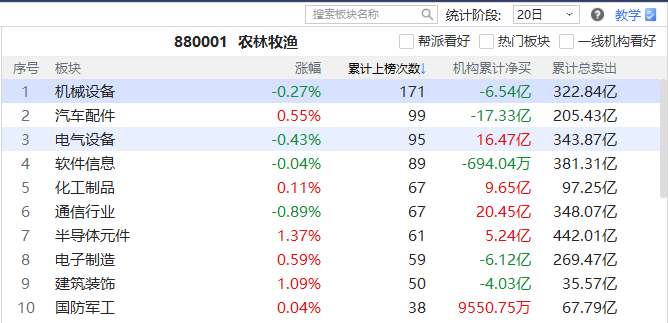 搜索板块名称 统计阶段: 20日 ? 教学
880001 农林牧渔 帮派看好 热门板块 一线机构看好
序号 板块 涨幅 累计上榜次数↓ 机构累计净买 累计总卖出
1 机械设备 -0.27% 171 -6.54亿 322.84亿
2 汽车配件 0.55% 99 -17.33亿 205.43亿
3 电气设备 -0.43% 95 16.47亿 343.87亿
4 软件信息 -0.04% 89 -694.04万 381.31亿
5 化工制品 0.11% 67 9.65亿 97.25亿
6 通信行业 -0.89% 67 20.45亿 348.07亿
7 半导体元件 1.37% 61 5.24亿 442.01亿
8 电子制造 0.59% 59 -6.12亿 269.47亿
9 建筑装饰 1.09% 50 -4.03亿 35.57亿
10 国防军工 0.04% 38 9550.75万 67.79亿